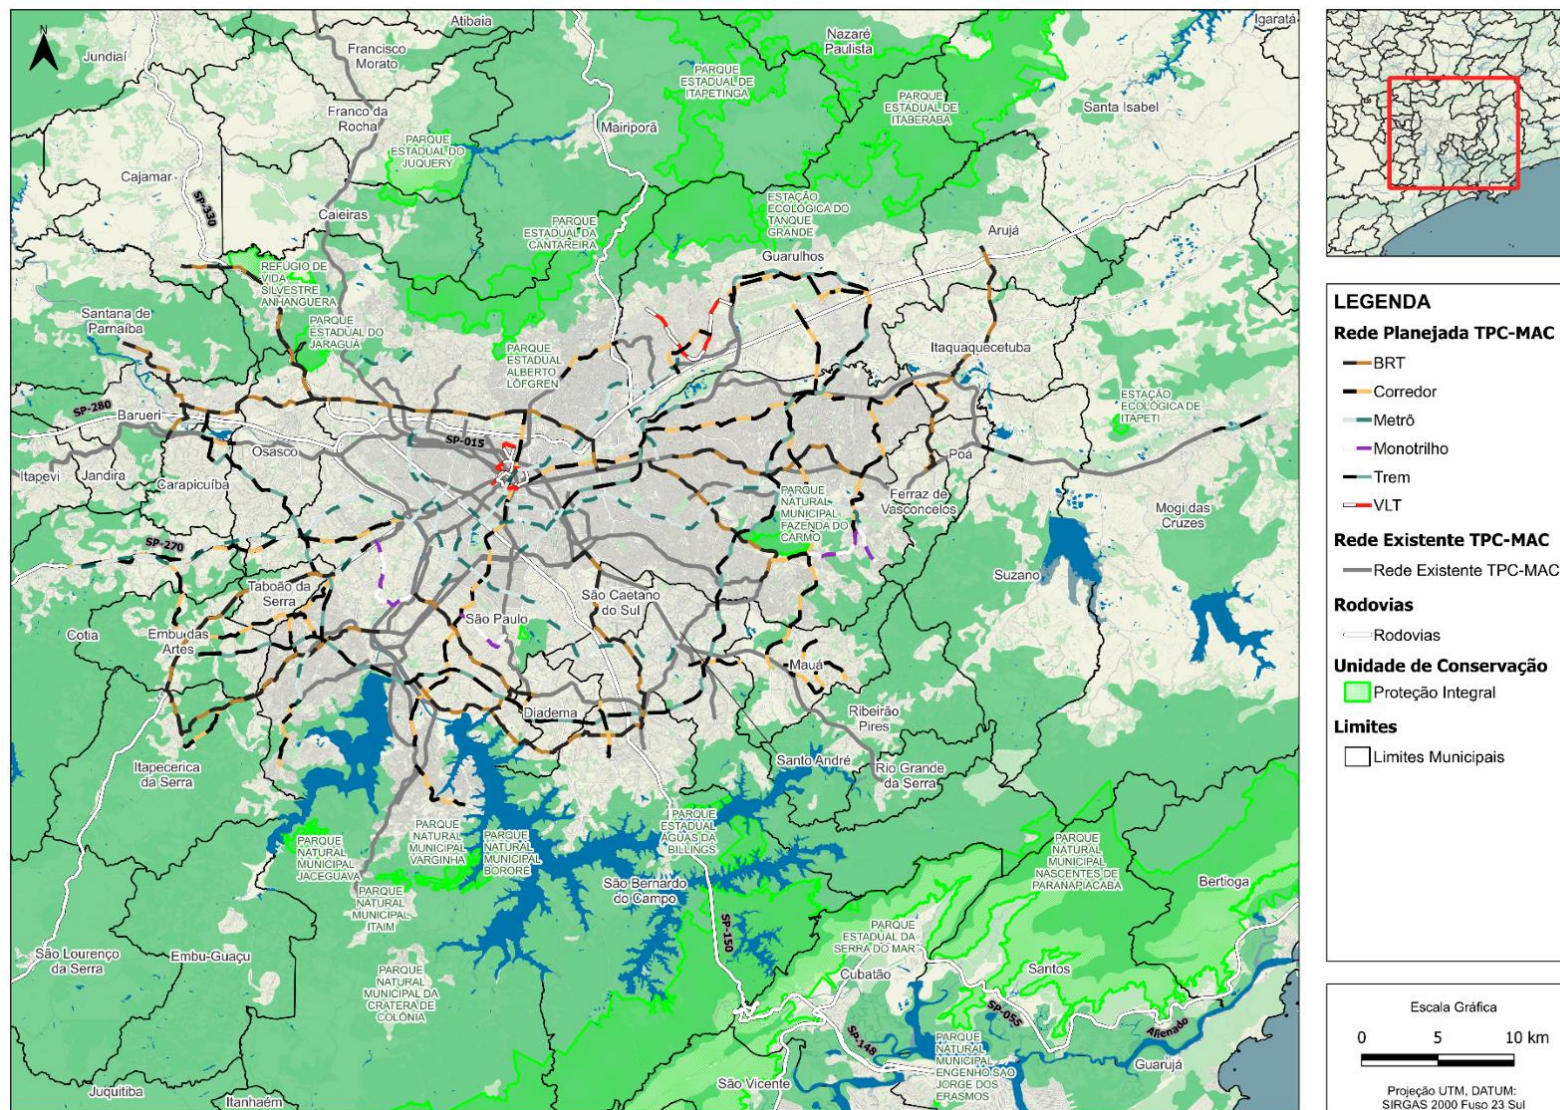 N
Atibaia
Igaratá
Jundiaí
Francisco
Morato
Nazaré
Paulista
PARQUE
ESTADUAL DE
ITAPETINGA
PARQUE
ESTADUAL DE
ITABERABA
Santa Isabel
Franco da
Rocha
Mairiporã
PARQUE
ESTADUAL DO
JUQUERY
Cajamar
SP-330
Caieiras
PARQUE
ESTADUAL DA
CANTAREIRA
ESTAÇÃO
ECOLÓGICA DO
TANQUE
GRANDE
Guarulhos
Arujá
REFÚGIO DE
VIDA
SILVESTRE
ANHANGUERA
Santana de
Parnaíba
PARQUE
ESTADUAL DO
JARAGUÁ
PARQUE
ESTADUAL
ALBERTO
LÖFGREN
Itaquaquecetuba
SP-280
Barueri
ESTAÇÃO
ECOLÓGICA DE
ITAPETI
SP-015
Osasco
Poá
Itapevi
Jandira
Carapicuíba
PARQUE
NATURAL
MUNICIPAL
FAZENDA DO
CARMO
Ferraz de
Vasconcelos
Mogi das
Cruzes
SP-270
Suzano
Taboão da
Serra
São Caetano
do Sul
São Paulo
Cotia
Embu das
Artes
Mauá
Diadema
Ribeirão
Pires
Itapecerica
da Serra
Santo André
Rio Grande
da Serra
PARQUE
NATURAL
MUNICIPAL
JACEGUAVA
PARQUE
NATURAL
MUNICIPAL
VARGINHA
PARQUE
NATURAL
MUNICIPAL
BORORÉ
PARQUE
ESTADUAL
ÁGUAS DA
BILLINGS
PARQUE
NATURAL
MUNICIPAL
NASCENTES DE
PARANAPIACABA
PARQUE
NATURAL
MUNICIPAL
ITAIM
São Bernardo
do Campo
Bertioga
SP-150
São Lourenço
da Serra
Embu-Guaçu
PARQUE
ESTADUAL DA
SERRA DO MAR
PARQUE
NATURAL
MUNICIPAL DA
CRATERA DE
COLÔNIA
Cubatão
Santos
SP-055
Alienado
SP-148
PARQUE
NATURAL
MUNICIPAL
ENGENHO SÃO
JORGE DOS
ERASMOS
Guarujá
São Vicente
Juquitiba
Itanhaém
LEGENDA
Rede Planejada TPC-MAC
BRT
Corredor
Metrô
Monotrilho
Trem
VLT
Rede Existente TPC-MAC
Rede Existente TPC-MAC
Rodovias
Rodovias
Unidade de Conservação
Proteção Integral
Limites
Limites Municipais
Escala Gráfica
0 5 10 km
Projeção UTM, DATUM:
SIRGAS 2000 Fuso 23 Sul